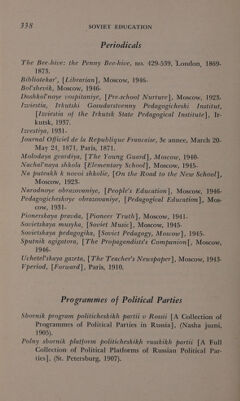 338
SOVIET EDUCATION
Periodicals
The Bee-hive: the Penny Bee-hive, no. 429-539, London, 1869-
1873.
Bibliotekar', [Librarian], Moscow, 1946-
Bol'shevik, Moscow, 1946-
Doshkol'noye vospitaniye, [Pre-school Nurture], Moscow, 1923-
Izviestia, Irkutski Gosudarstvenny Pedagogicheski Institut,
[Izviestia of the Irkutsk State Pedagogical Institute], Ir-
kutsk, 1937.
Izvestiya, 1931-
Journal Officiel de la Republique Francaise, 3e annee, March 20-
May 24, 1871, Paris, 1871.
Molodaya gvardiya, [The Young Guard], Moscow, 1946-
Nachal'naya shkola [Elementary School], Moscow, 1945-
Na putrakh k novoi shkolie, [On the Road to the New School],
Moscow, 1923-
Narodnoye obrazovaniye, [People's Education], Moscow, 1946-
Pedagogicheskoye obrazovaniye, [Pedagogical Education], Mos-
cow, 1931-
Pionerskaya pravda, [Pioneer Truth], Moscow, 1941-
Sovietskaya musyka, [Soviet Music], Moscow, 1945-
Sovietskaya pedagogika, [Soviet Pedagogy, Moscow], 1945-
Sputnik agigatora, [The Propagandist's Companion], Moscow,
1946-
Uchetel'skaya gazeta, [The Teacher's Newspaper], Moscow, 1943-
Vperiod, [Forward], Paris, 1910.
Programmes of Political Parties
Sbornik program politicheshikh partii v Rossii [A Collection of
Programmes of Political Parties in Russia], (Nasha jusni,
1905).
Polny sbornik platform politicheshikh russkikh partii [A Full
Collection of Political Platforms of Russian Political Par-
ties], (St. Petersburg, 1907).